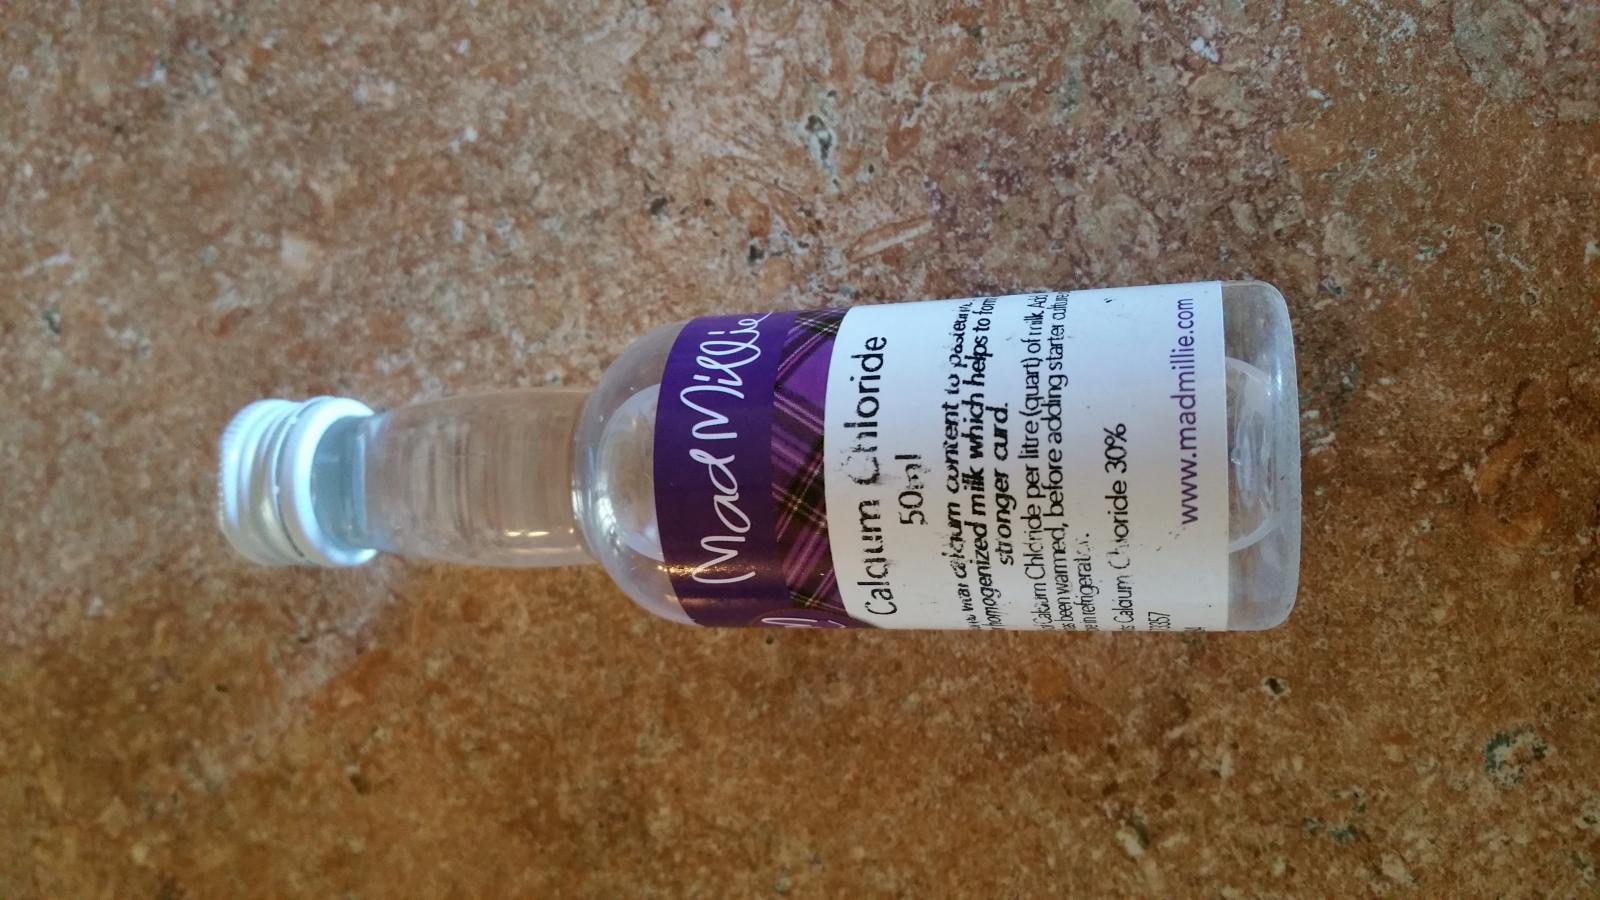 Mad Millie
Calcium Chloride
50ml
calcium content to
homogenized milk which helps to form
stronger curd.
Calcium Chloride per litre (quart) of milk. Add
been warmed, before adding starter culture
in refrigerator.
Calcium Chloride 30%
www.madmillie.com